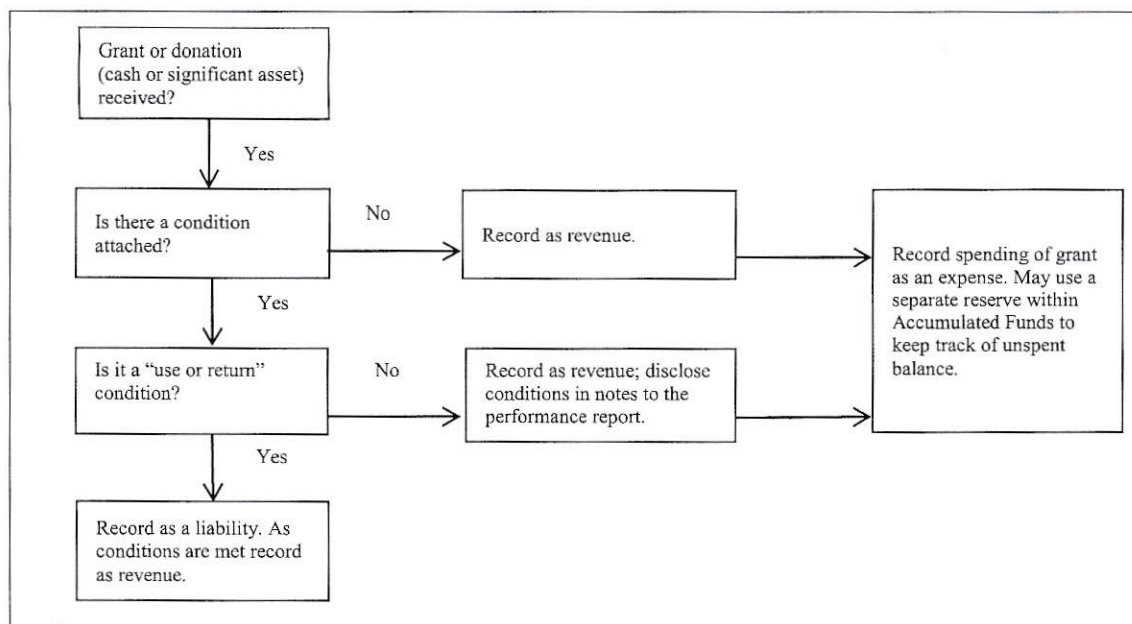 Grant or donation
(cash or significant asset)
received?
Yes
Is there a condition
attached?
No
Record as revenue.
Record spending of grant
as an expense. May use a
separate reserve within
Accumulated Funds to
keep track of unspent
balance.
Yes
Is it a “use or return”
condition?
No
Record as revenue; disclose
conditions in notes to the
performance report.
Yes
Record as a liability. As
conditions are met record
as revenue.